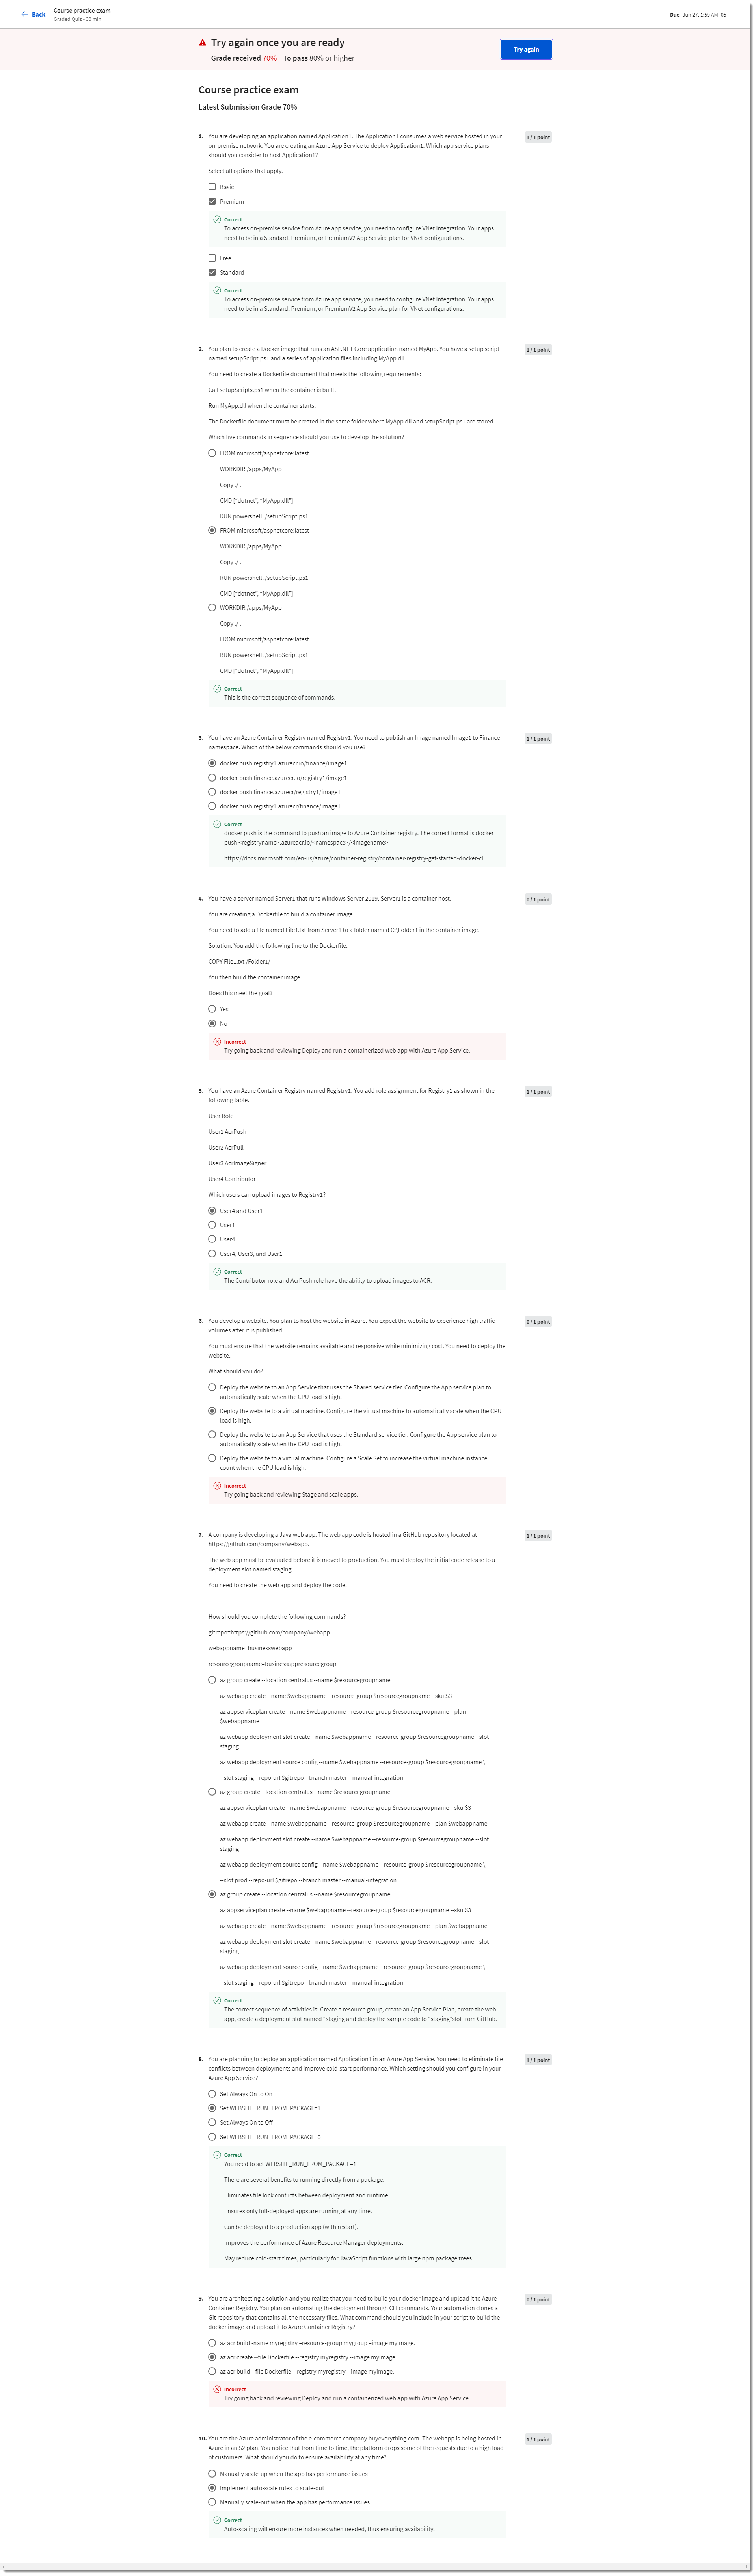 Back
Course practice exam
Graded Quiz • 30 min
Due Jun 27, 1:59 AM -05
Try again once you are ready
Grade received 70% To pass 80% or higher
Try again
Course practice exam
Latest Submission Grade 70%
1. You are developing an application named Application1. The Application1 consumes a web service hosted in your
on-premise network. You are creating an Azure App Service to deploy Application1. Which app service plans
should you consider to host Application1?
1 / 1 point
Select all options that apply.
Basic
Premium
Correct
To access on-premise service from Azure app service, you need to configure VNet Integration. Your apps
need to be in a Standard, Premium, or PremiumV2 App Service plan for VNet configurations.
Free
Standard
Correct
To access on-premise service from Azure app service, you need to configure VNet Integration. Your apps
need to be in a Standard, Premium, or PremiumV2 App Service plan for VNet configurations.
2. You plan to create a Docker image that runs an ASP.NET Core application named MyApp. You have a setup script
named setupScript.ps1 and a series of application files including MyApp.dll.
1 / 1 point
You need to create a Dockerfile document that meets the following requirements:
Call setupScripts.ps1 when the container is built.
Run MyApp.dll when the container starts.
The Dockerfile document must be created in the same folder where MyApp.dll and setupScript.ps1 are stored.
Which five commands in sequence should you use to develop the solution?
FROM microsoft/aspnetcore:latest
WORKDIR /apps/MyApp
Copy ./ .
CMD ["dotnet", "MyApp.dll"]
RUN powershell ./setupScript.ps1
FROM microsoft/aspnetcore:latest
WORKDIR /apps/MyApp
Copy ./ .
RUN powershell ./setupScript.ps1
CMD ["dotnet", "MyApp.dll"]
WORKDIR /apps/MyApp
Copy ./ .
FROM microsoft/aspnetcore:latest
RUN powershell ./setupScript.ps1
CMD ["dotnet", "MyApp.dll"]
Correct
This is the correct sequence of commands.
3. You have an Azure Container Registry named Registry1. You need to publish an Image named Image1 to Finance
namespace. Which of the below commands should you use?
1 / 1 point
docker push registry1.azurecr.io/finance/image1
docker push finance.azurecr.io/registry1/image1
docker push finance.azurecr/registry1/image1
docker push registry1.azurecr/finance/image1
Correct
docker push is the command to push an image to Azure Container registry. The correct format is docker
push <registryname>.azureacr.io/<namespace>/<imagename>
https://docs.microsoft.com/en-us/azure/container-registry/container-registry-get-started-docker-cli
4. You have a server named Server1 that runs Windows Server 2019. Server1 is a container host.
0 / 1 point
You are creating a Dockerfile to build a container image.
You need to add a file named File1.txt from Server1 to a folder named C:\Folder1 in the container image.
Solution: You add the following line to the Dockerfile.
COPY File1.txt /Folder1/
You then build the container image.
Does this meet the goal?
Yes
No
Incorrect
Try going back and reviewing Deploy and run a containerized web app with Azure App Service.
5. You have an Azure Container Registry named Registry1. You add role assignment for Registry1 as shown in the
following table.
1 / 1 point
User Role
User1 AcrPush
User2 AcrPull
User3 AcrImageSigner
User4 Contributor
Which users can upload images to Registry1?
User4 and User1
User1
User4
User4, User3, and User1
Correct
The Contributor role and AcrPush role have the ability to upload images to ACR.
6. You develop a website. You plan to host the website in Azure. You expect the website to experience high traffic
volumes after it is published.
0 / 1 point
You must ensure that the website remains available and responsive while minimizing cost. You need to deploy the
website.
What should you do?
Deploy the website to an App Service that uses the Shared service tier. Configure the App service plan to
automatically scale when the CPU load is high.
Deploy the website to a virtual machine. Configure the virtual machine to automatically scale when the CPU
load is high.
Deploy the website to an App Service that uses the Standard service tier. Configure the App service plan to
automatically scale when the CPU load is high.
Deploy the website to a virtual machine. Configure a Scale Set to increase the virtual machine instance
count when the CPU load is high.
Incorrect
Try going back and reviewing Stage and scale apps.
7. A company is developing a Java web app. The web app code is hosted in a GitHub repository located at
https://github.com/company/webapp.
1 / 1 point
The web app must be evaluated before it is moved to production. You must deploy the initial code release to a
deployment slot named staging.
You need to create the web app and deploy the code.
How should you complete the following commands?
gitrepo=https://github.com/company/webapp
webappname=businesswebapp
resourcegroupname=businessappresourcegroup
az group create --location centralus --name $resourcegroupname
az webapp create --name $webappname --resource-group $resourcegroupname --sku S3
az appserviceplan create --name $webappname --resource-group $resourcegroupname --plan
$webappname
az webapp deployment slot create --name $webappname --resource-group $resourcegroupname --slot
staging
az webapp deployment source config --name $webappname --resource-group $resourcegroupname \
--slot staging --repo-url $gitrepo --branch master --manual-integration
az group create --location centralus --name $resourcegroupname
az appserviceplan create --name $webappname --resource-group $resourcegroupname --sku S3
az webapp create --name $webappname --resource-group $resourcegroupname --plan $webappname
az webapp deployment slot create --name $webappname --resource-group $resourcegroupname --slot
staging
az webapp deployment source config --name $webappname --resource-group $resourcegroupname \
--slot prod --repo-url $gitrepo --branch master --manual-integration
az group create --location centralus --name $resourcegroupname
az appserviceplan create --name $webappname --resource-group $resourcegroupname --sku S3
az webapp create --name $webappname --resource-group $resourcegroupname --plan $webappname
az webapp deployment slot create --name $webappname --resource-group $resourcegroupname --slot
staging
az webapp deployment source config --name $webappname --resource-group $resourcegroupname \
--slot staging --repo-url $gitrepo --branch master --manual-integration
Correct
The correct sequence of activities is: Create a resource group, create an App Service Plan, create the web
app, create a deployment slot named "staging and deploy the sample code to "staging"slot from GitHub.
8. You are planning to deploy an application named Application1 in an Azure App Service. You need to eliminate file
conflicts between deployments and improve cold-start performance. Which setting should you configure in your
Azure App Service?
1 / 1 point
Set Always On to On
Set WEBSITE_RUN_FROM_PACKAGE=1
Set Always On to Off
Set WEBSITE_RUN_FROM_PACKAGE=0
Correct
You need to set WEBSITE_RUN_FROM_PACKAGE=1
There are several benefits to running directly from a package:
Eliminates file lock conflicts between deployment and runtime.
Ensures only full-deployed apps are running at any time.
Can be deployed to a production app (with restart).
Improves the performance of Azure Resource Manager deployments.
May reduce cold-start times, particularly for JavaScript functions with large npm package trees.
9. You are architecting a solution and you realize that you need to build your docker image and upload it to Azure
Container Registry. You plan on automating the deployment through CLI commands. Your automation clones a
Git repository that contains all the necessary files. What command should you include in your script to build the
docker image and upload it to Azure Container Registry?
0 / 1 point
az acr build -name myregistry –resource-group mygroup –image myimage.
az acr create --file Dockerfile --registry myregistry --image myimage.
az acr build --file Dockerfile --registry myregistry --image myimage.
Incorrect
Try going back and reviewing Deploy and run a containerized web app with Azure App Service.
10. You are the Azure administrator of the e-commerce company buyeverything.com. The webapp is being hosted in
Azure in an S2 plan. You notice that from time to time, the platform drops some of the requests due to a high load
of customers. What should you do to ensure availability at any time?
1 / 1 point
Manually scale-up when the app has performance issues
Implement auto-scale rules to scale-out
Manually scale-out when the app has performance issues
Correct
Auto-scaling will ensure more instances when needed, thus ensuring availability.